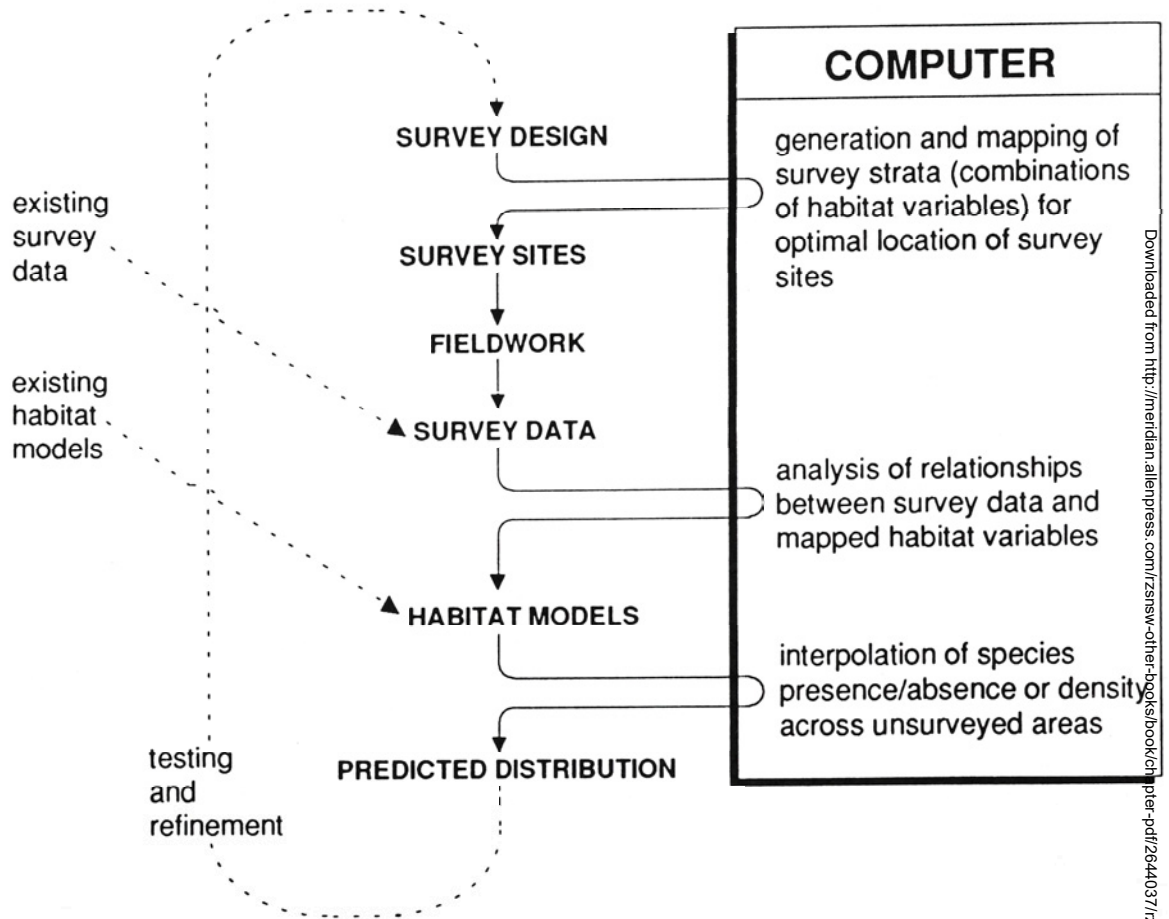 COMPUTER
SURVEY DESIGN
generation and mapping of
survey strata (combinations
of habitat variables) for
optimal location of survey
sites
existing
survey
data
SURVEY SITES
FIELDWORK
existing
habitat
models
SURVEY DATA
analysis of relationships
between survey data and
mapped habitat variables
HABITAT MODELS
interpolation of species
presence/absence or density
across unsurveyed areas
testing
and
refinement
PREDICTED DISTRIBUTION
Downloaded from http://meridian.allenpress.com/rzsnsw-other-books/book/chapter-pdf/2644037/